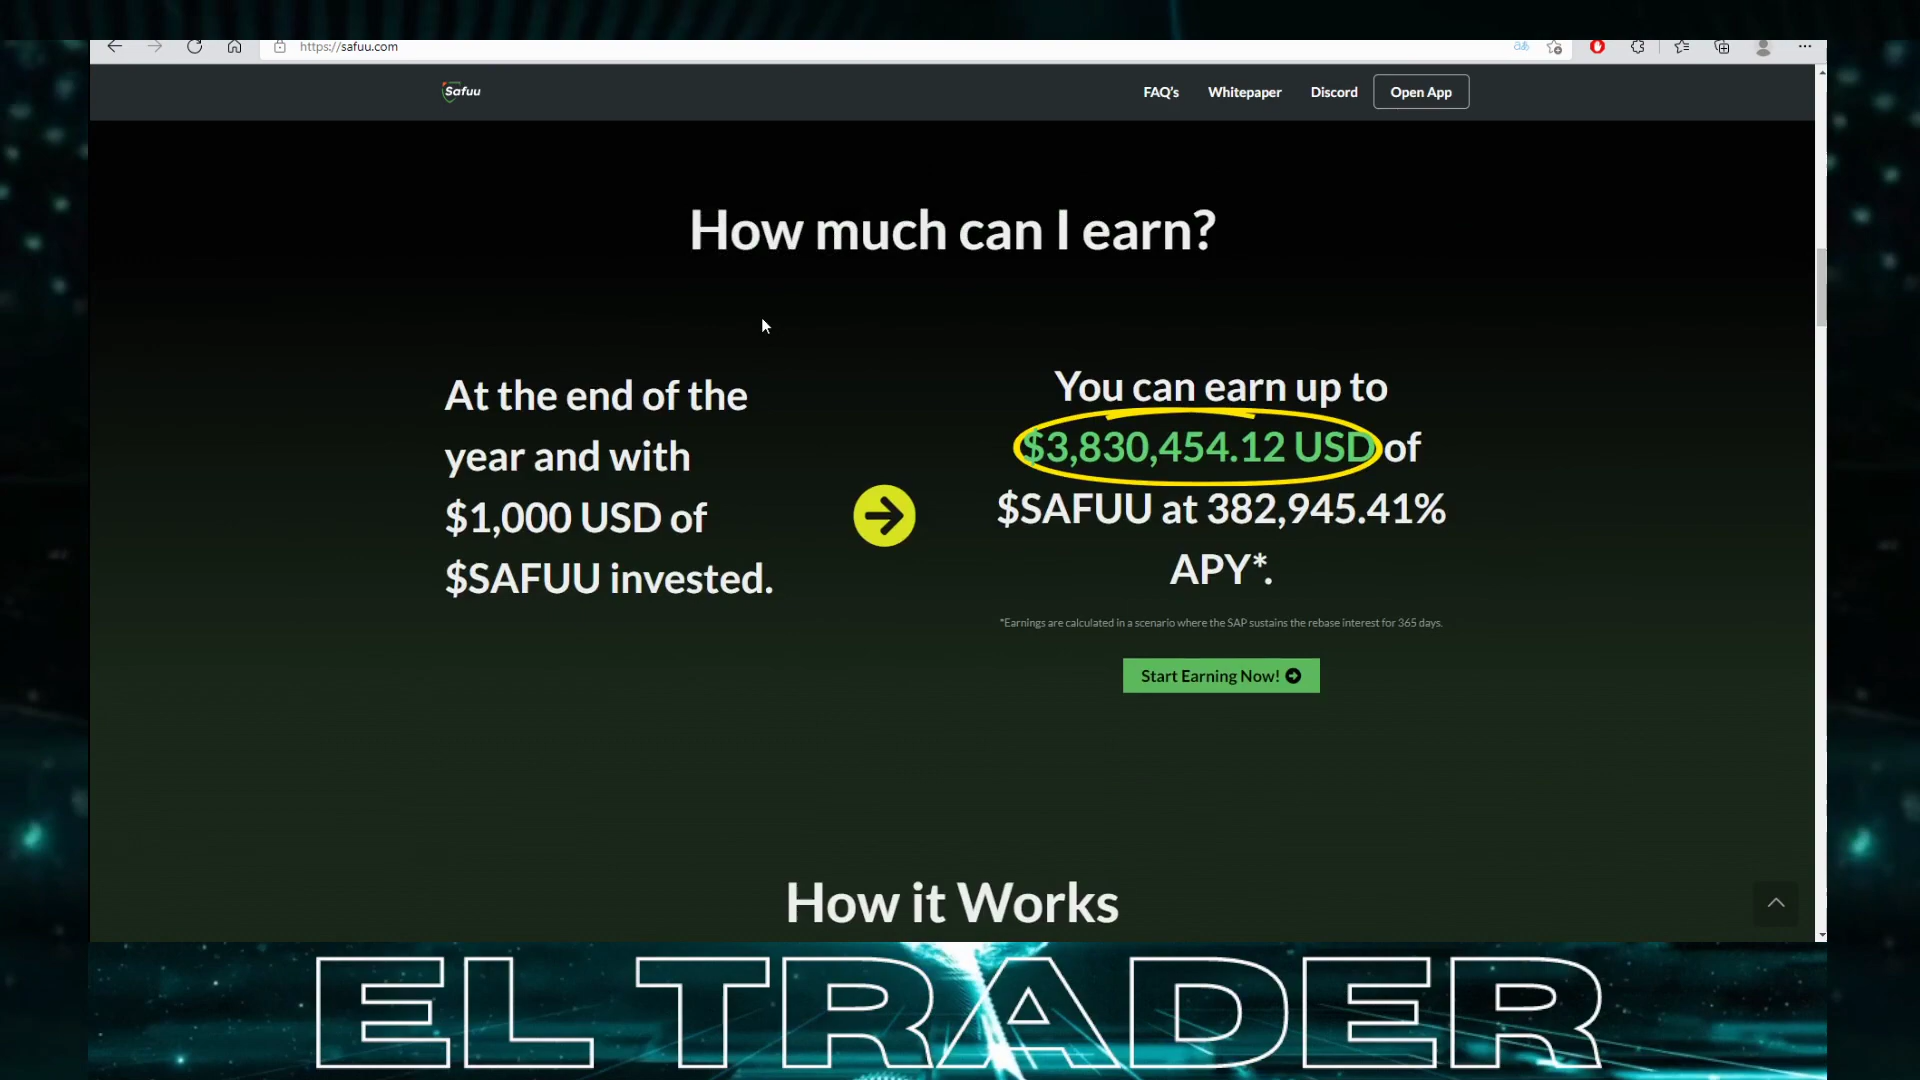 https://safuu.com
Safuu
FAQ's Whitepaper Discord Open App
How much can I earn?
At the end of the
year and with
$1,000 USD of
$SAFUU invested.
You can earn up to
$3,830,454.12 USD of
$SAFUU at 382,945.41%
APY*.
*Earnings are calculated in a scenario where the SAP sustains the rebase interest for 365 days.
Start Earning Now!
How it Works
EL TRADER